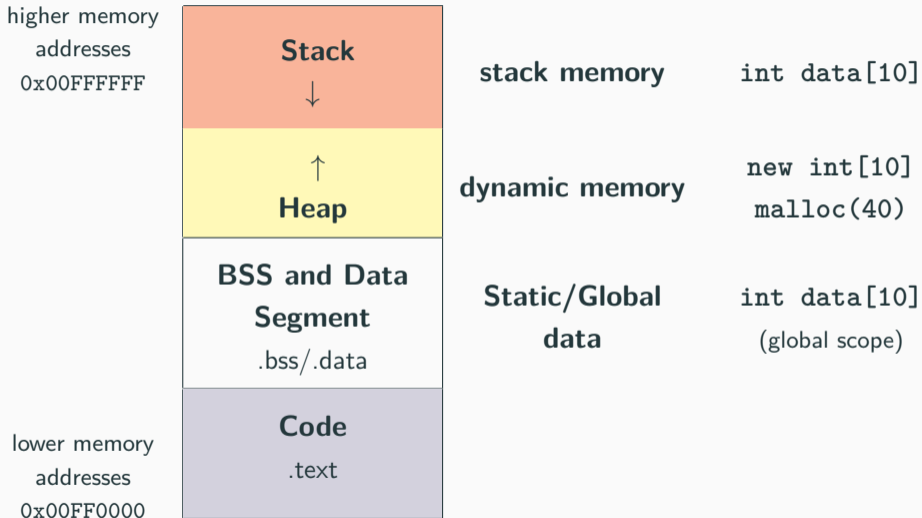 higher memory
addresses
0x00FFFFFF
Stack
↓
stack memory
int data[10]
↑
Heap
dynamic memory
new int[10]
malloc(40)
BSS and Data
Segment
.bss/.data
Static/Global
data
int data[10]
(global scope)
Code
.text
lower memory
addresses
0x00FF0000